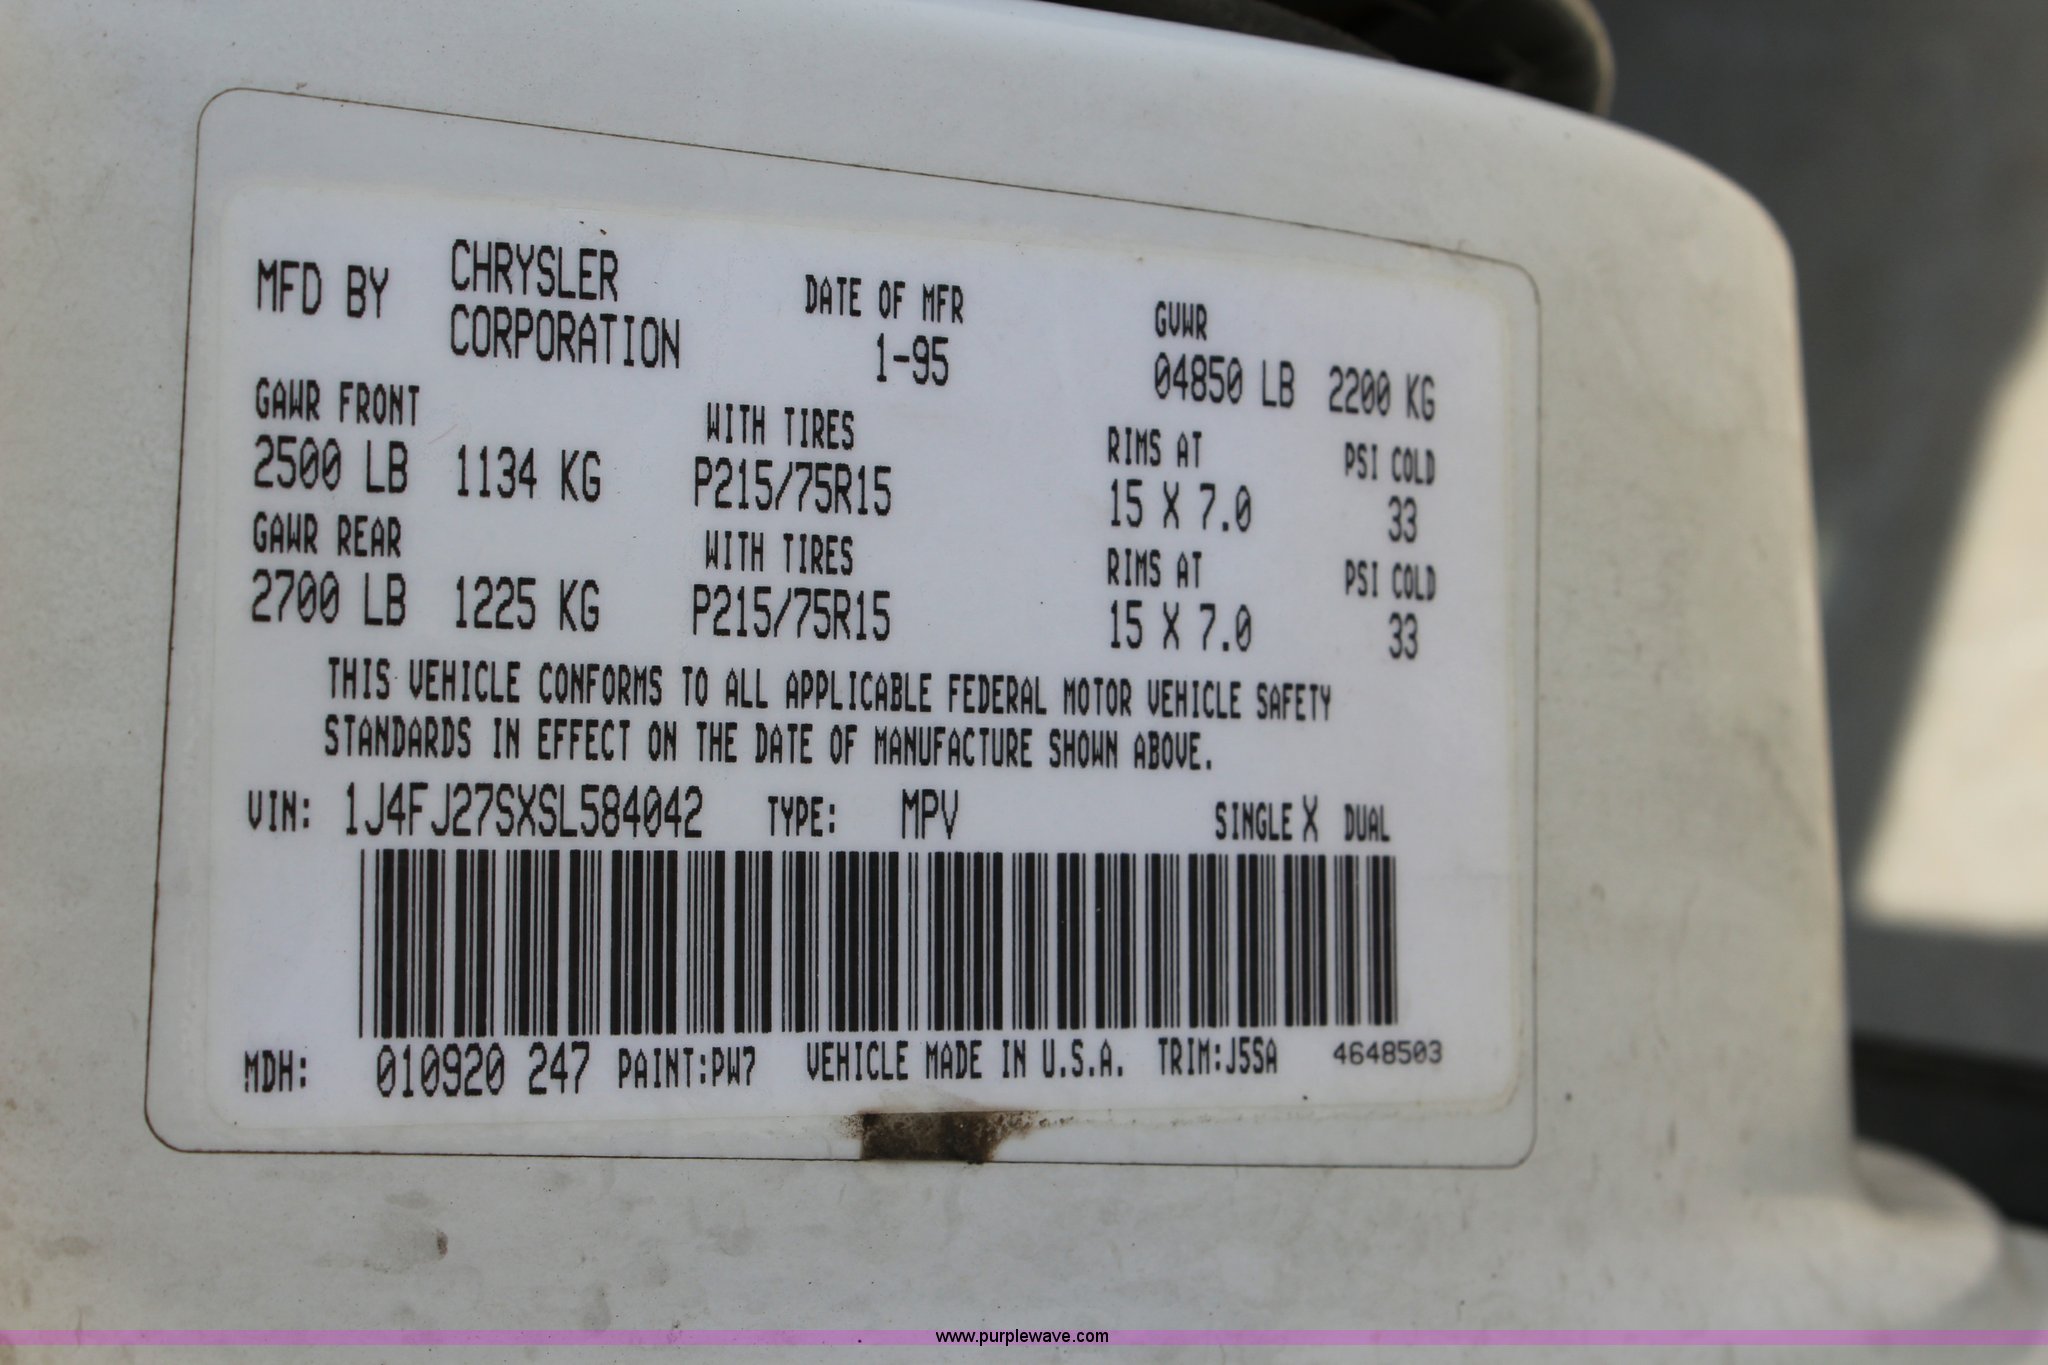 MFD BY CHRYSLER CORPORATION DATE OF MFR 1-95 GVWR 04850 LB 2200 KG
GAWR FRONT WITH TIRES RIMS AT PSI COLD
2500 LB 1134 KG P215/75R15 15 X 7.0 33
GAWR REAR WITH TIRES RIMS AT PSI COLD
2700 LB 1225 KG P215/75R15 15 X 7.0 33
THIS VEHICLE CONFORMS TO ALL APPLICABLE FEDERAL MOTOR VEHICLE SAFETY
STANDARDS IN EFFECT ON THE DATE OF MANUFACTURE SHOWN ABOVE.
VIN: 1J4FJ27SXSL584042 TYPE: MPV SINGLE X DUAL
MDH: 010920 247 PAINT:PW7 VEHICLE MADE IN U.S.A. TRIM:J5SA 4648503
www.purplewave.com